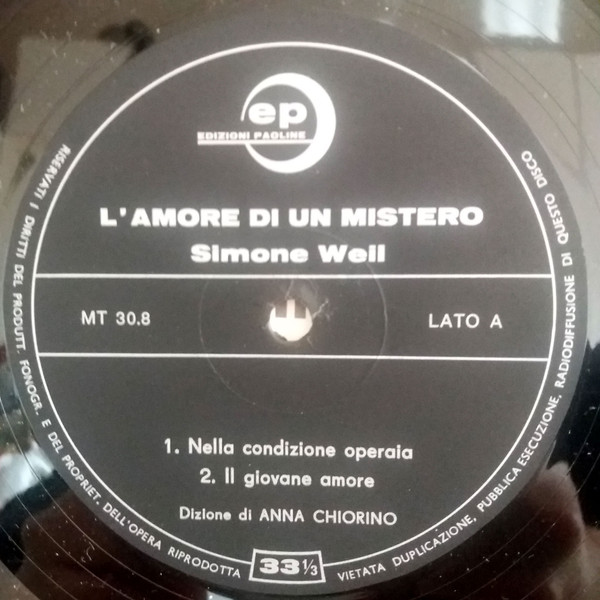 ep
EDIZIONI PAOLINE
L'AMORE DI UN MISTERO
Simone Weil
MT 30.8
LATO A
1. Nella condizione operaia
2. Il giovane amore
Dizione di ANNA CHIORINO
33 1/3
RISERVATI I DIRITTI DEL PRODUTT. FONOGR. E DEL PROPRIET. DELL'OPERA RIPRODOTTA
VIETATA DUPLICAZIONE, PUBBLICA ESECUZIONE, RADIODIFFUSIONE DI QUESTO DISCO